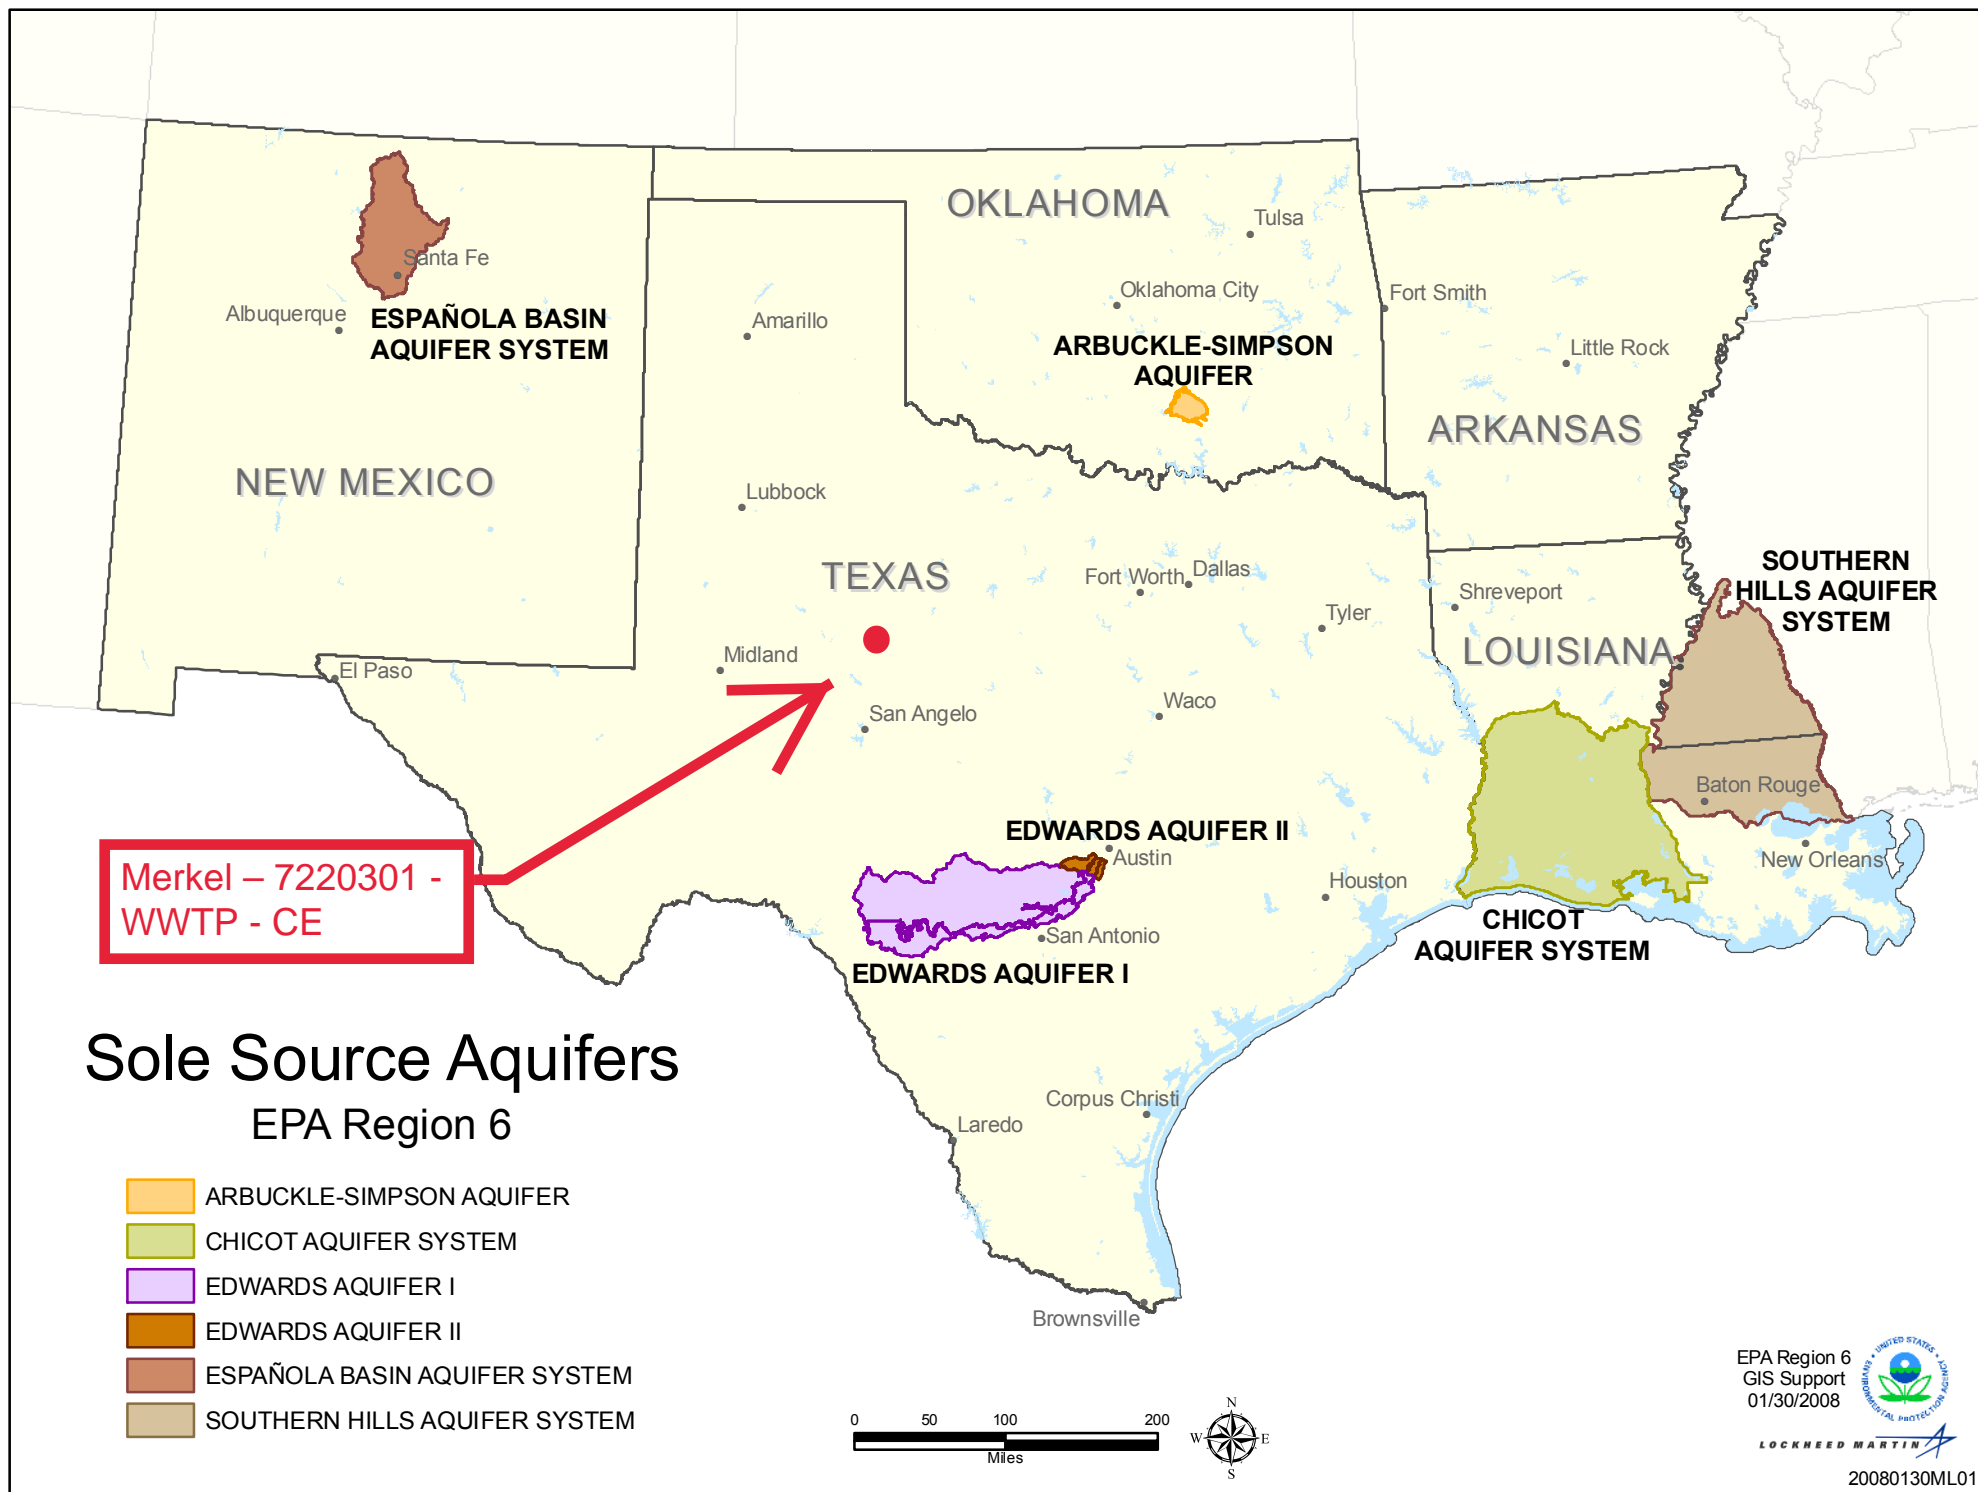 OKLAHOMA
Tulsa
Santa Fe
Oklahoma City
Fort Smith
Albuquerque
ESPAÑOLA BASIN
AQUIFER SYSTEM
Amarillo
ARBUCKLE-SIMPSON
AQUIFER
Little Rock
ARKANSAS
NEW MEXICO
Lubbock
SOUTHERN
HILLS AQUIFER
SYSTEM
TEXAS
Fort Worth
Dallas
Shreveport
Tyler
LOUISIANA
Midland
El Paso
San Angelo
Waco
Baton Rouge
EDWARDS AQUIFER II
Austin
New Orleans
Houston
Merkel – 7220301 -
WWTP - CE
San Antonio
CHICOT
AQUIFER SYSTEM
EDWARDS AQUIFER I
Sole Source Aquifers
EPA Region 6
Corpus Christi
Laredo
ARBUCKLE-SIMPSON AQUIFER
CHICOT AQUIFER SYSTEM
EDWARDS AQUIFER I
EDWARDS AQUIFER II
ESPAÑOLA BASIN AQUIFER SYSTEM
SOUTHERN HILLS AQUIFER SYSTEM
Brownsville
0 50 100 200
Miles
N
W E
S
EPA Region 6
GIS Support
01/30/2008
UNITED STATES
ENVIRONMENTAL PROTECTION AGENCY
LOCKHEED MARTIN
20080130ML01